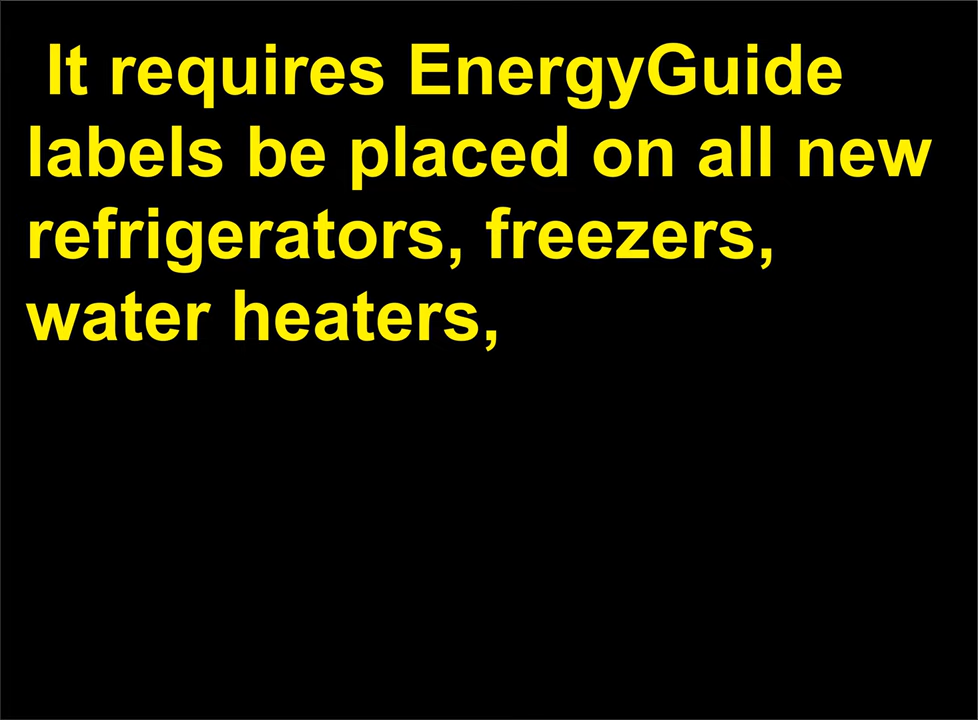 It requires EnergyGuide
labels be placed on all new
refrigerators, freezers,
water heaters,